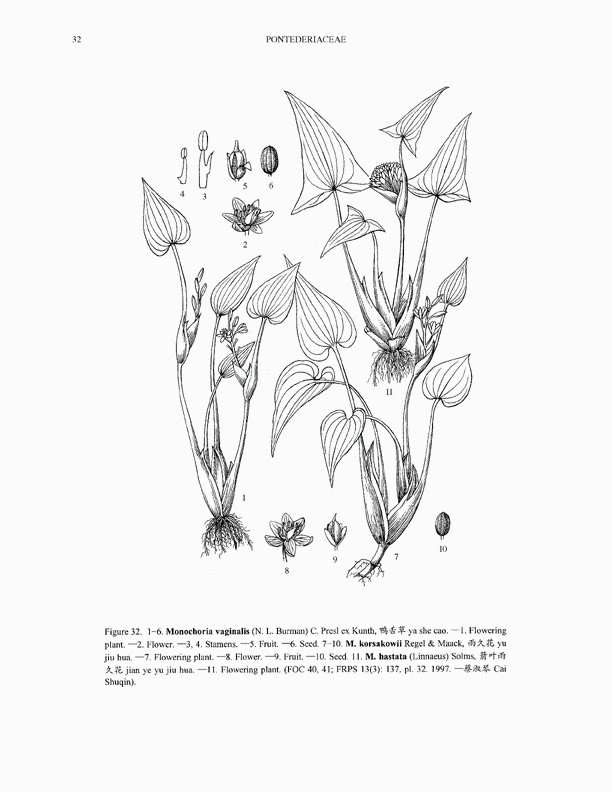 32
PONTEDERIACEAE
4
3
5
6
2
11
1
8
9
7
10
Figure 32. 1–6. Monochoria vaginalis (N. L. Burman) C. Presl ex Kunth, 鸭舌草 ya she cao. —1. Flowering
plant. —2. Flower. —3, 4. Stamens. —5. Fruit. —6. Seed. 7–10. M. korsakowii Regel & Maack, 雨久花 yu
jiu hua. —7. Flowering plant. —8. Flower. —9. Fruit. —10. Seed. 11. M. hastata (Linnaeus) Solms, 箭叶雨
久花 jian ye yu jiu hua. —11. Flowering plant. (FOC 40, 41; FRPS 13(3): 137, pl. 32. 1997. —蔡淑琴 Cai
Shuqin).